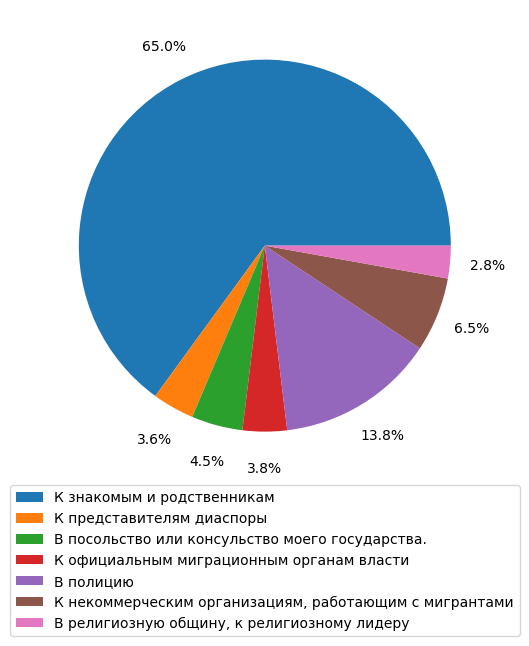 65.0%
2.8%
6.5%
13.8%
3.6%
4.5%
3.8%
К знакомым и родственникам
К представителям диаспоры
В посольство или консульство моего государства.
К официальным миграционным органам власти
В полицию
К некоммерческим организациям, работающим с мигрантами
В религиозную общину, к религиозному лидеру